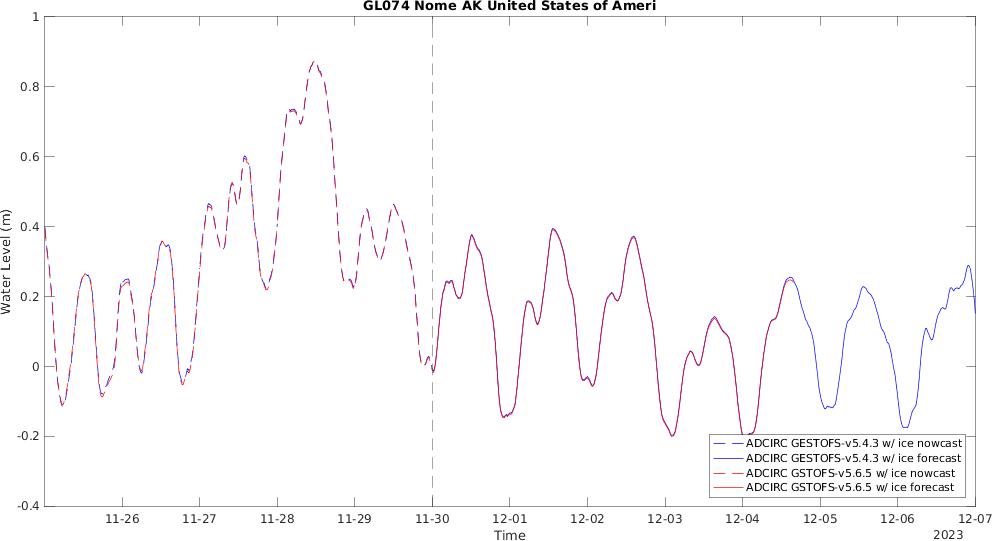 GL074 Nome AK United States of Ameri
1
0.8
0.6
0.4
0.2
0
-0.2
-0.4
Water Level (m)
ADCIRC GESTOFS-v5.4.3 w/ ice nowcast
ADCIRC GESTOFS-v5.4.3 w/ ice forecast
ADCIRC GSTOFS-v5.6.5 w/ ice nowcast
ADCIRC GSTOFS-v5.6.5 w/ ice forecast
11-26 11-27 11-28 11-29 11-30 12-01 12-02 12-03 12-04 12-05 12-06 12-07
Time
2023